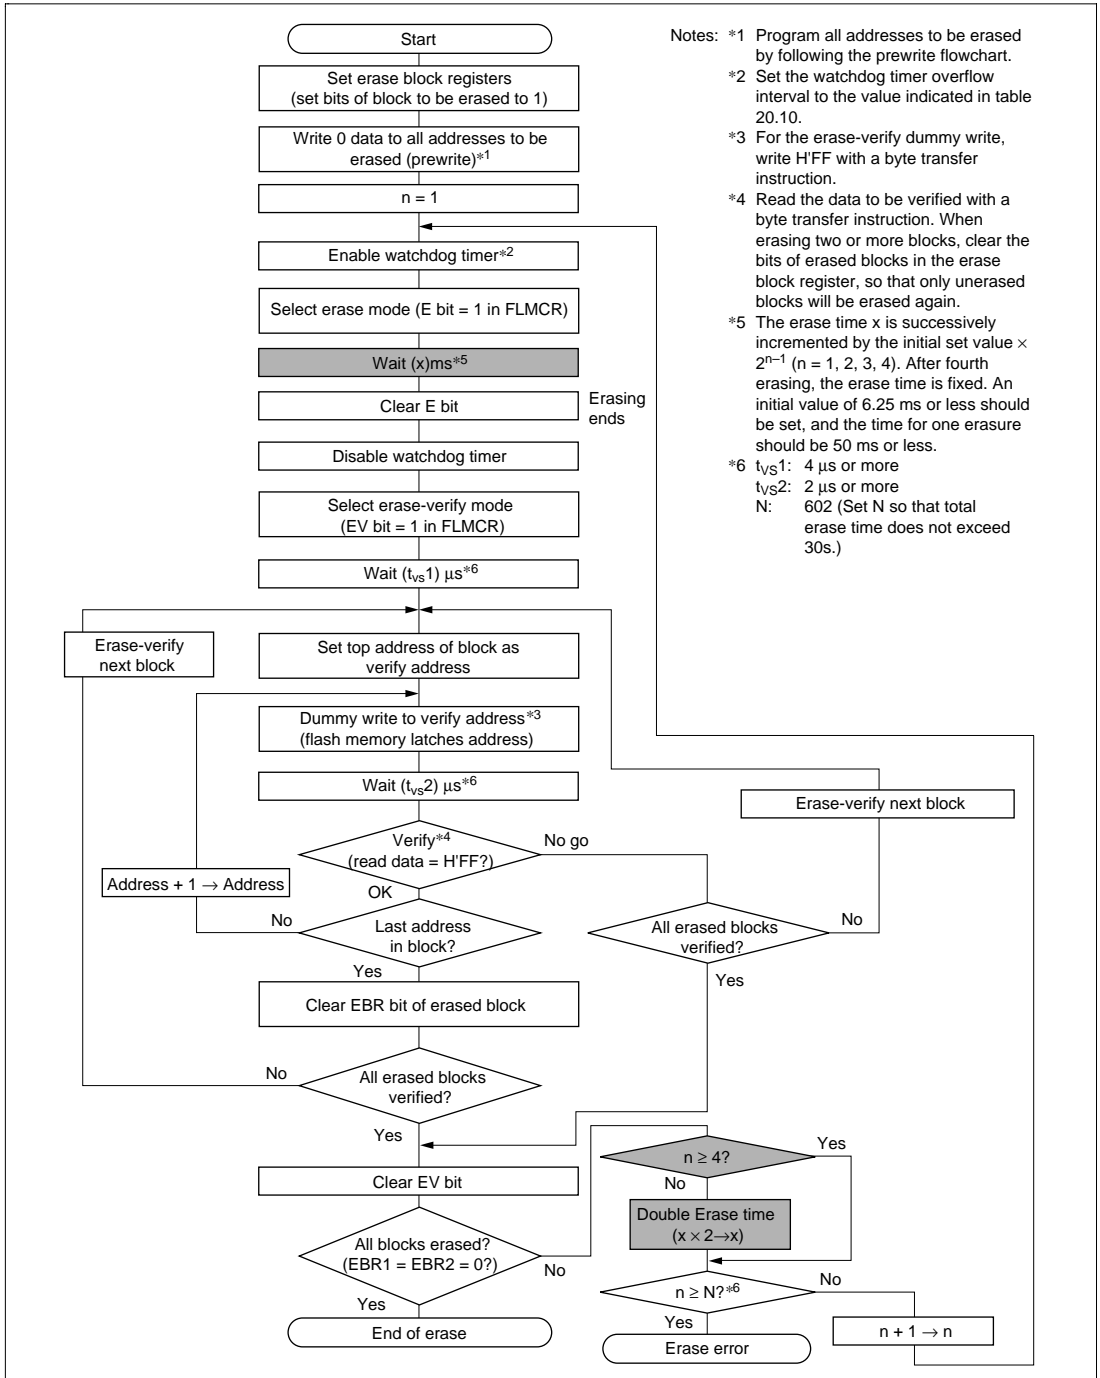 Start
Set erase block registers
(set bits of block to be erased to 1)
Write 0 data to all addresses to be
erased (prewrite)*1
n = 1
Enable watchdog timer*2
Select erase mode (E bit = 1 in FLMCR)
Wait (x)ms*5
Clear E bit
Erasing
ends
Disable watchdog timer
Select erase-verify mode
(EV bit = 1 in FLMCR)
Wait (tvs1) µs*6
Erase-verify
next block
Set top address of block as
verify address
Dummy write to verify address*3
(flash memory latches address)
Wait (tvs2) µs*6
Erase-verify next block
Verify*4
(read data = H'FF?)
No go
OK
Address + 1 → Address
No
Last address
in block?
Yes
All erased blocks
verified?
No
Yes
Clear EBR bit of erased block
No
All erased blocks
verified?
Yes
Clear EV bit
n ≥ 4?
Yes
No
Double Erase time
(x × 2→x)
All blocks erased?
(EBR1 = EBR2 = 0?)
No
Yes
End of erase
n ≥ N?*6
No
Yes
Erase error
n + 1 → n
Notes: *1 Program all addresses to be erased
by following the prewrite flowchart.
*2 Set the watchdog timer overflow
interval to the value indicated in table
20.10.
*3 For the erase-verify dummy write,
write H'FF with a byte transfer
instruction.
*4 Read the data to be verified with a
byte transfer instruction. When
erasing two or more blocks, clear the
bits of erased blocks in the erase
block register, so that only unerased
blocks will be erased again.
*5 The erase time x is successively
incremented by the initial set value ×
2n–1 (n = 1, 2, 3, 4). After fourth
erasing, the erase time is fixed. An
initial value of 6.25 ms or less should
be set, and the time for one erasure
should be 50 ms or less.
*6 tVS1: 4 µs or more
tVS2: 2 µs or more
N: 602 (Set N so that total
erase time does not exceed
30s.)